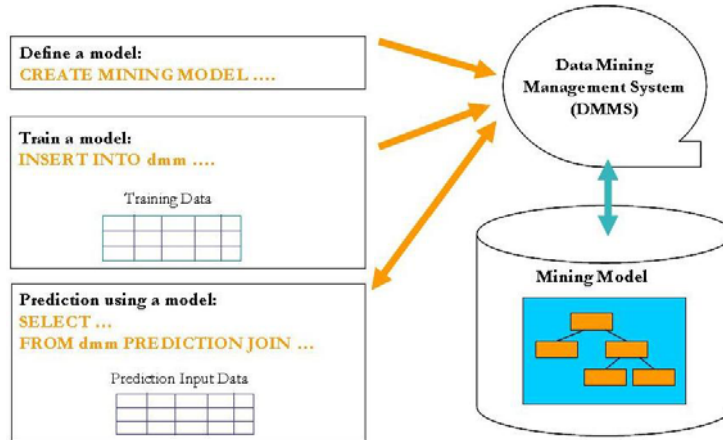 Define a model:
CREATE MINING MODEL ....
Train a model:
INSERT INTO dmm ....
Training Data
Prediction using a model:
SELECT ...
FROM dmm PREDICTION JOIN ...
Prediction Input Data
Data Mining
Management System
(DMMS)
Mining Model